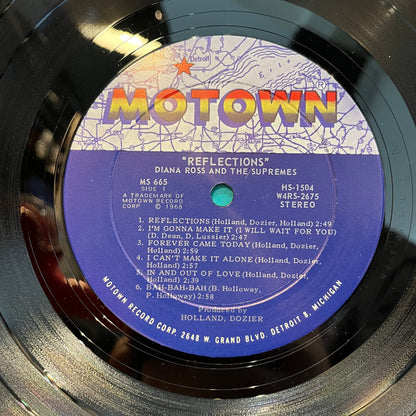 Detroit
MOTOWN®
"REFLECTIONS"
DIANA ROSS AND THE SUPREMES
MS 665
SIDE 1
A TRADEMARK OF
MOTOWN RECORD
CORP © 1968
HS-1504
W4RS-2675
STEREO
1. REFLECTIONS (Holland, Dozier, Holland) 2:49
2. I'M GONNA MAKE IT (I WILL WAIT FOR YOU)
(D. Dean, D. Lussier) 2:47
3. FOREVER CAME TODAY (Holland, Dozier,
Holland) 2:59
4. I CAN'T MAKE IT ALONE (Holland, Dozier,
Holland) 2:57
5. IN AND OUT OF LOVE (Holland, Dozier,
Holland) 2:36
6. BAH-BAH-BAH (B. Holloway,
P. Holloway) 2:58
Produced by
HOLLAND, DOZIER
MOTOWN RECORD CORP. 2648 W. GRAND BLVD. DETROIT 8, MICHIGAN